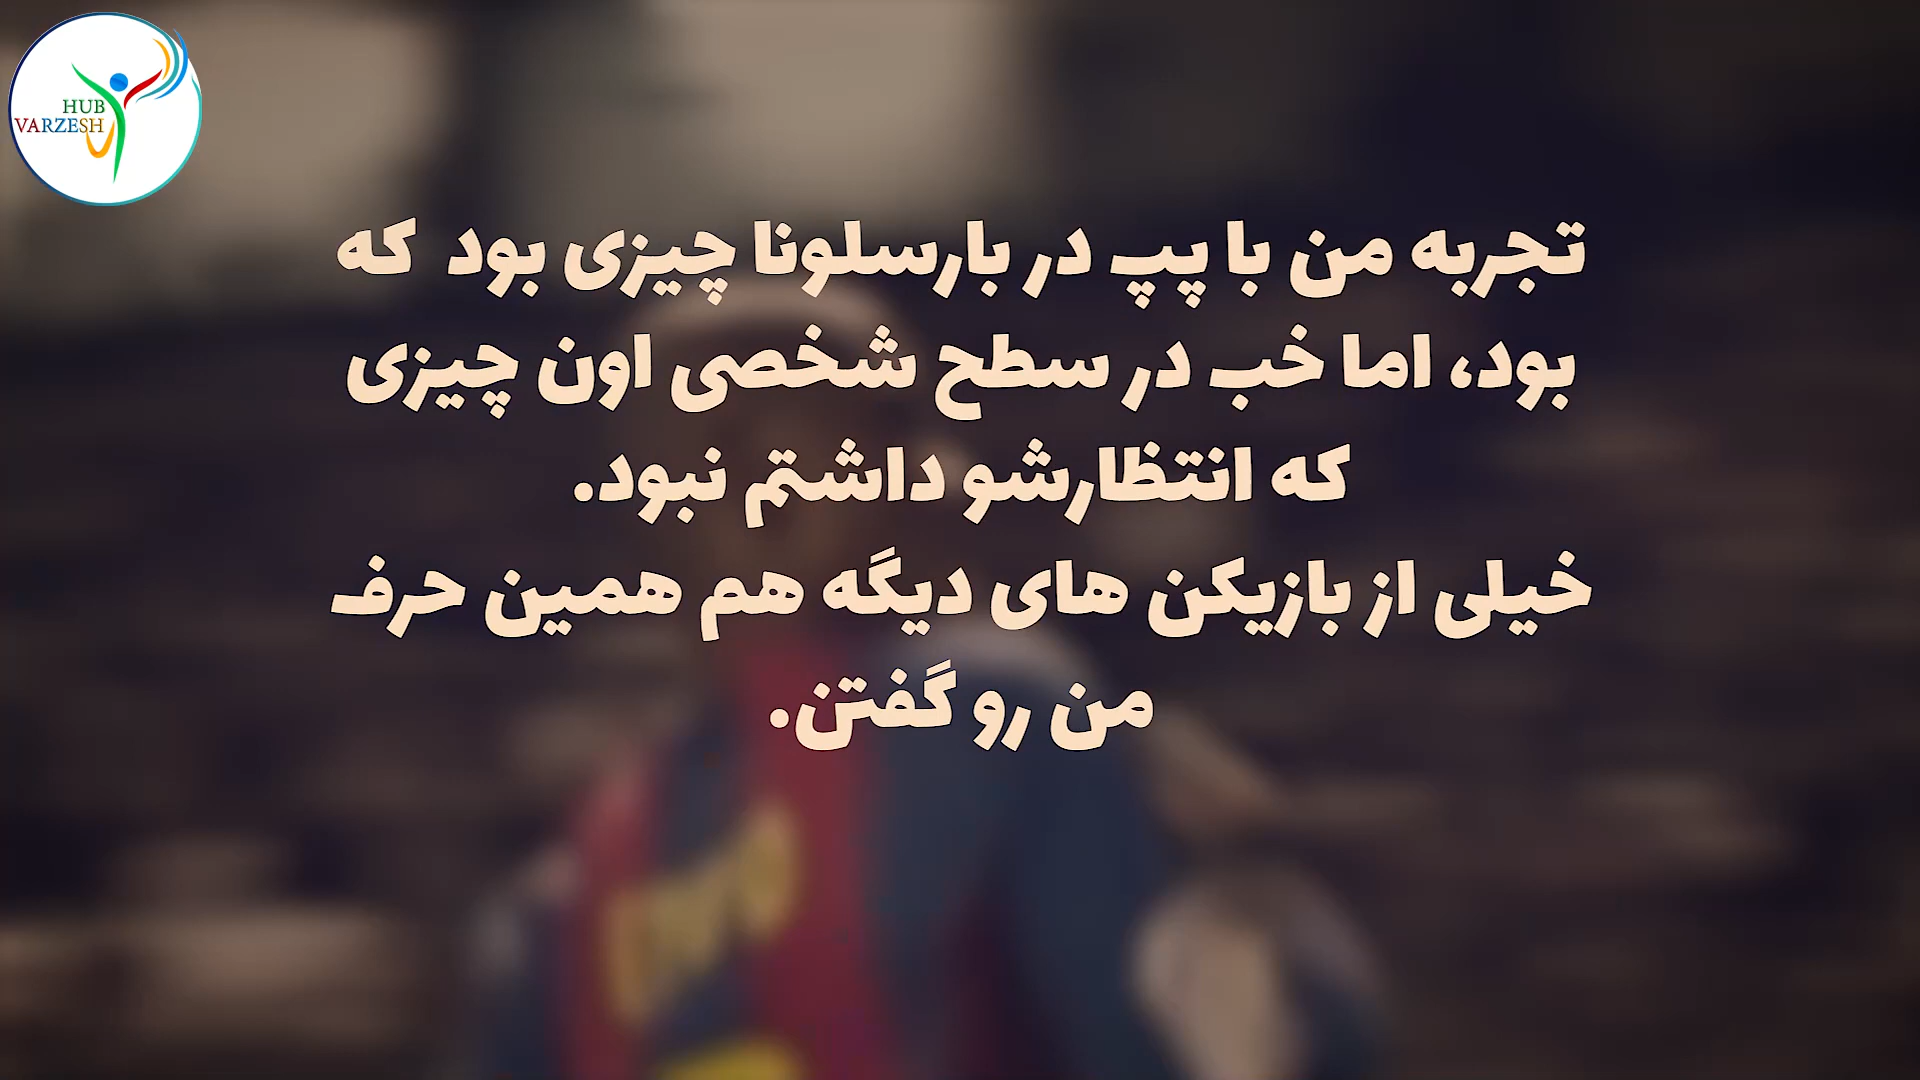 HUB
VARZESH
تجربه من با پپ در بارسلونا چیزی بود که
بود، اما خب در سطح شخصی اون چیزی
که انتظارشو داشتم نبود.
خیلی از بازیکن های دیگه هم همین حرف
من رو گفتن.